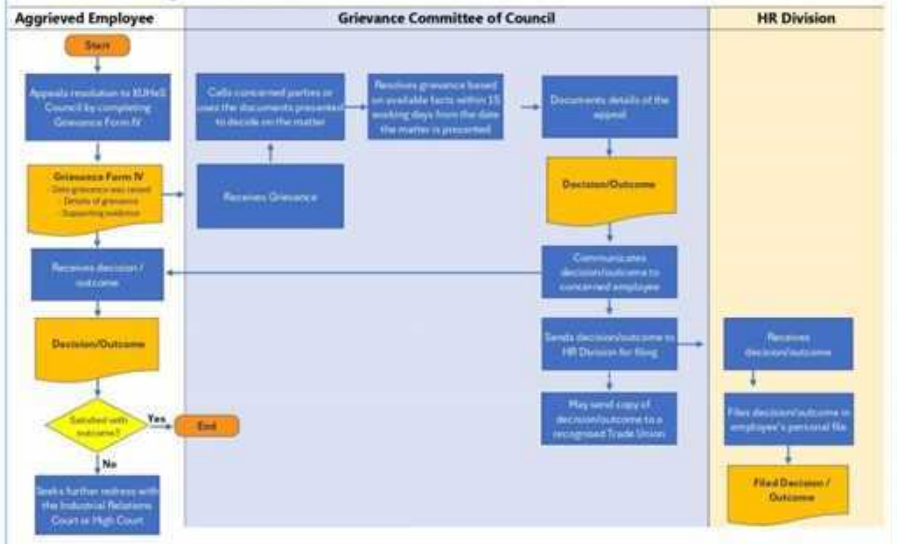 Aggrieved Employee
Grievance Committee of Council
HR Division
Start
Appeals resolution to KUHeS
Council by completing
Grievance Form IV
Grievance Form IV
- Date grievance was raised
- Details of grievance
- Supporting evidence
Receives decision /
outcome
Decision/Outcome
Satisfied with
outcome?
Yes
End
No
Seeks further redress with
the Industrial Relations
Court or High Court
Calls concerned parties or
uses the documents presented
to decide on the matter
Receives Grievance
Resolves grievance based
on available facts within 15
working days from the date
the matter is presented
Documents details of the
appeal
Decision/Outcome
Communicates
decision/outcome to
concerned employee
Sends decision/outcome to
HR Division for filing
May send copy of
decision/outcome to a
recognised Trade Union
Receives
decision/outcome
Files decision/outcome in
employee's personal file
Filed Decision /
Outcome